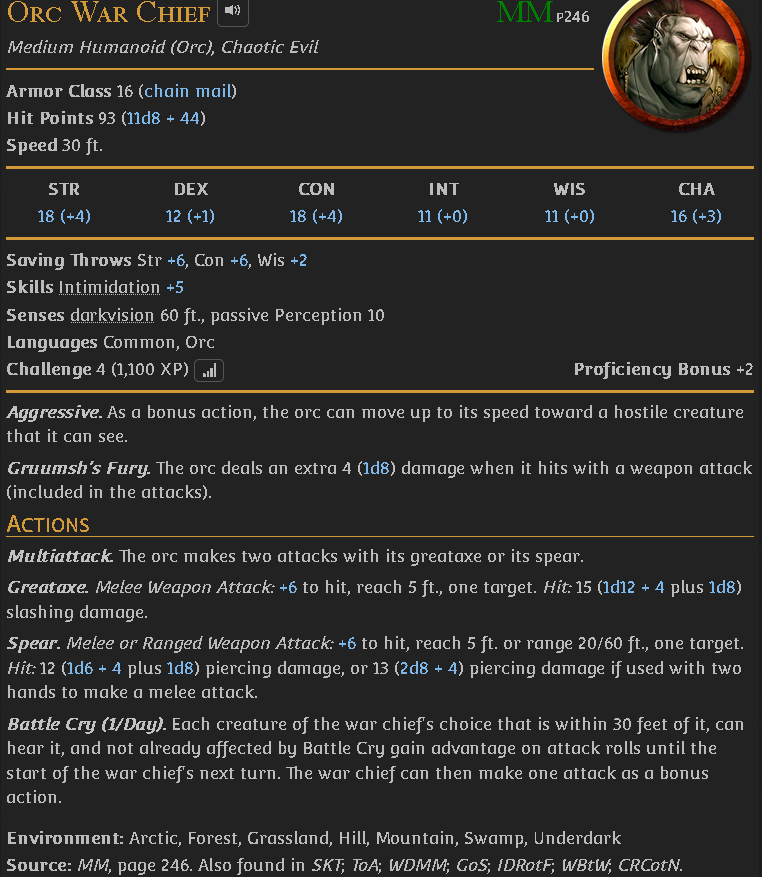 Orc War Chief MM P246
Medium Humanoid (Orc), Chaotic Evil
Armor Class 16 (chain mail)
Hit Points 93 (11d8 + 44)
Speed 30 ft.
STR DEX CON INT WIS CHA
18 (+4) 12 (+1) 18 (+4) 11 (+0) 11 (+0) 16 (+3)
Saving Throws Str +6, Con +6, Wis +2
Skills Intimidation +5
Senses darkvision 60 ft., passive Perception 10
Languages Common, Orc
Challenge 4 (1,100 XP) Proficiency Bonus +2
Aggressive. As a bonus action, the orc can move up to its speed toward a hostile creature
that it can see.
Gruumsh's Fury. The orc deals an extra 4 (1d8) damage when it hits with a weapon attack
(included in the attacks).
Actions
Multiattack. The orc makes two attacks with its greataxe or its spear.
Greataxe. Melee Weapon Attack: +6 to hit, reach 5 ft., one target. Hit: 15 (1d12 + 4 plus 1d8)
slashing damage.
Spear. Melee or Ranged Weapon Attack: +6 to hit, reach 5 ft. or range 20/60 ft., one target.
Hit: 12 (1d6 + 4 plus 1d8) piercing damage, or 13 (2d8 + 4) piercing damage if used with two
hands to make a melee attack.
Battle Cry (1/Day). Each creature of the war chief's choice that is within 30 feet of it, can
hear it, and not already affected by Battle Cry gain advantage on attack rolls until the
start of the war chief's next turn. The war chief can then make one attack as a bonus
action.
Environment: Arctic, Forest, Grassland, Hill, Mountain, Swamp, Underdark
Source: MM, page 246. Also found in SKT; ToA; WDMM; GoS; IDRotF; WBtW; CRCotN.